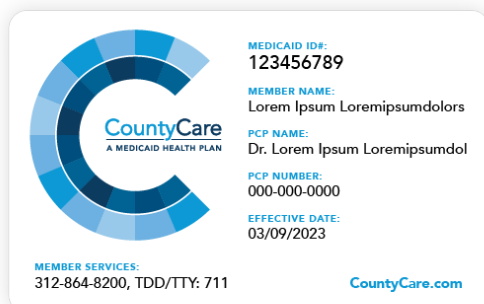 CountyCare
A MEDICAID HEALTH PLAN
MEDICAID ID#:
123456789
MEMBER NAME:
Lorem Ipsum Loremipsumdolors
PCP NAME:
Dr. Lorem Ipsum Loremipsumdol
PCP NUMBER:
000-000-0000
EFFECTIVE DATE:
03/09/2023
MEMBER SERVICES:
312-864-8200, TDD/TTY: 711
CountyCare.com